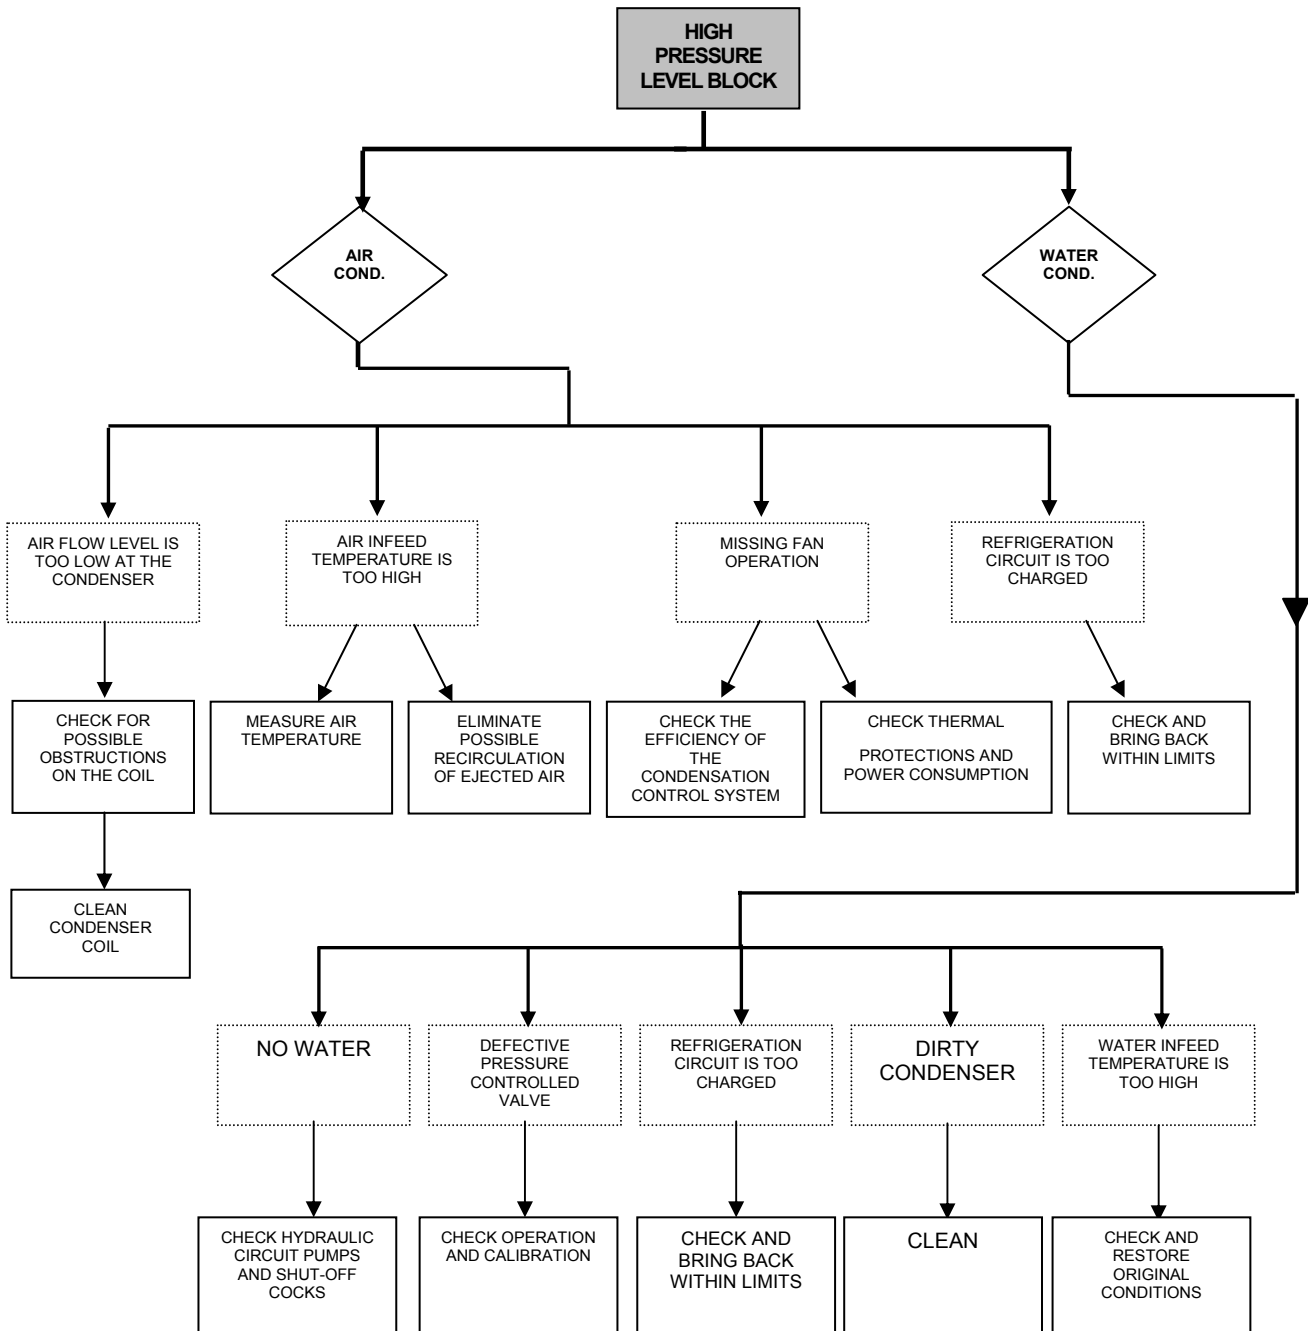 HIGH
PRESSURE
LEVEL BLOCK
AIR
COND.
WATER
COND.
AIR FLOW LEVEL IS
TOO LOW AT THE
CONDENSER
AIR INFEED
TEMPERATURE IS
TOO HIGH
MISSING FAN
OPERATION
REFRIGERATION
CIRCUIT IS TOO
CHARGED
CHECK FOR
POSSIBLE
OBSTRUCTIONS
ON THE COIL
MEASURE AIR
TEMPERATURE
ELIMINATE
POSSIBLE
RECIRCULATION
OF EJECTED AIR
CHECK THE
EFFICIENCY OF
THE
CONDENSATION
CONTROL SYSTEM
CHECK THERMAL
PROTECTIONS AND
POWER CONSUMPTION
CHECK AND
BRING BACK
WITHIN LIMITS
CLEAN
CONDENSER
COIL
NO WATER
DEFECTIVE
PRESSURE
CONTROLLED
VALVE
REFRIGERATION
CIRCUIT IS TOO
CHARGED
DIRTY
CONDENSER
WATER INFEED
TEMPERATURE IS
TOO HIGH
CHECK HYDRAULIC
CIRCUIT PUMPS
AND SHUT-OFF
COCKS
CHECK OPERATION
AND CALIBRATION
CHECK AND
BRING BACK
WITHIN LIMITS
CLEAN
CHECK AND
RESTORE
ORIGINAL
CONDITIONS